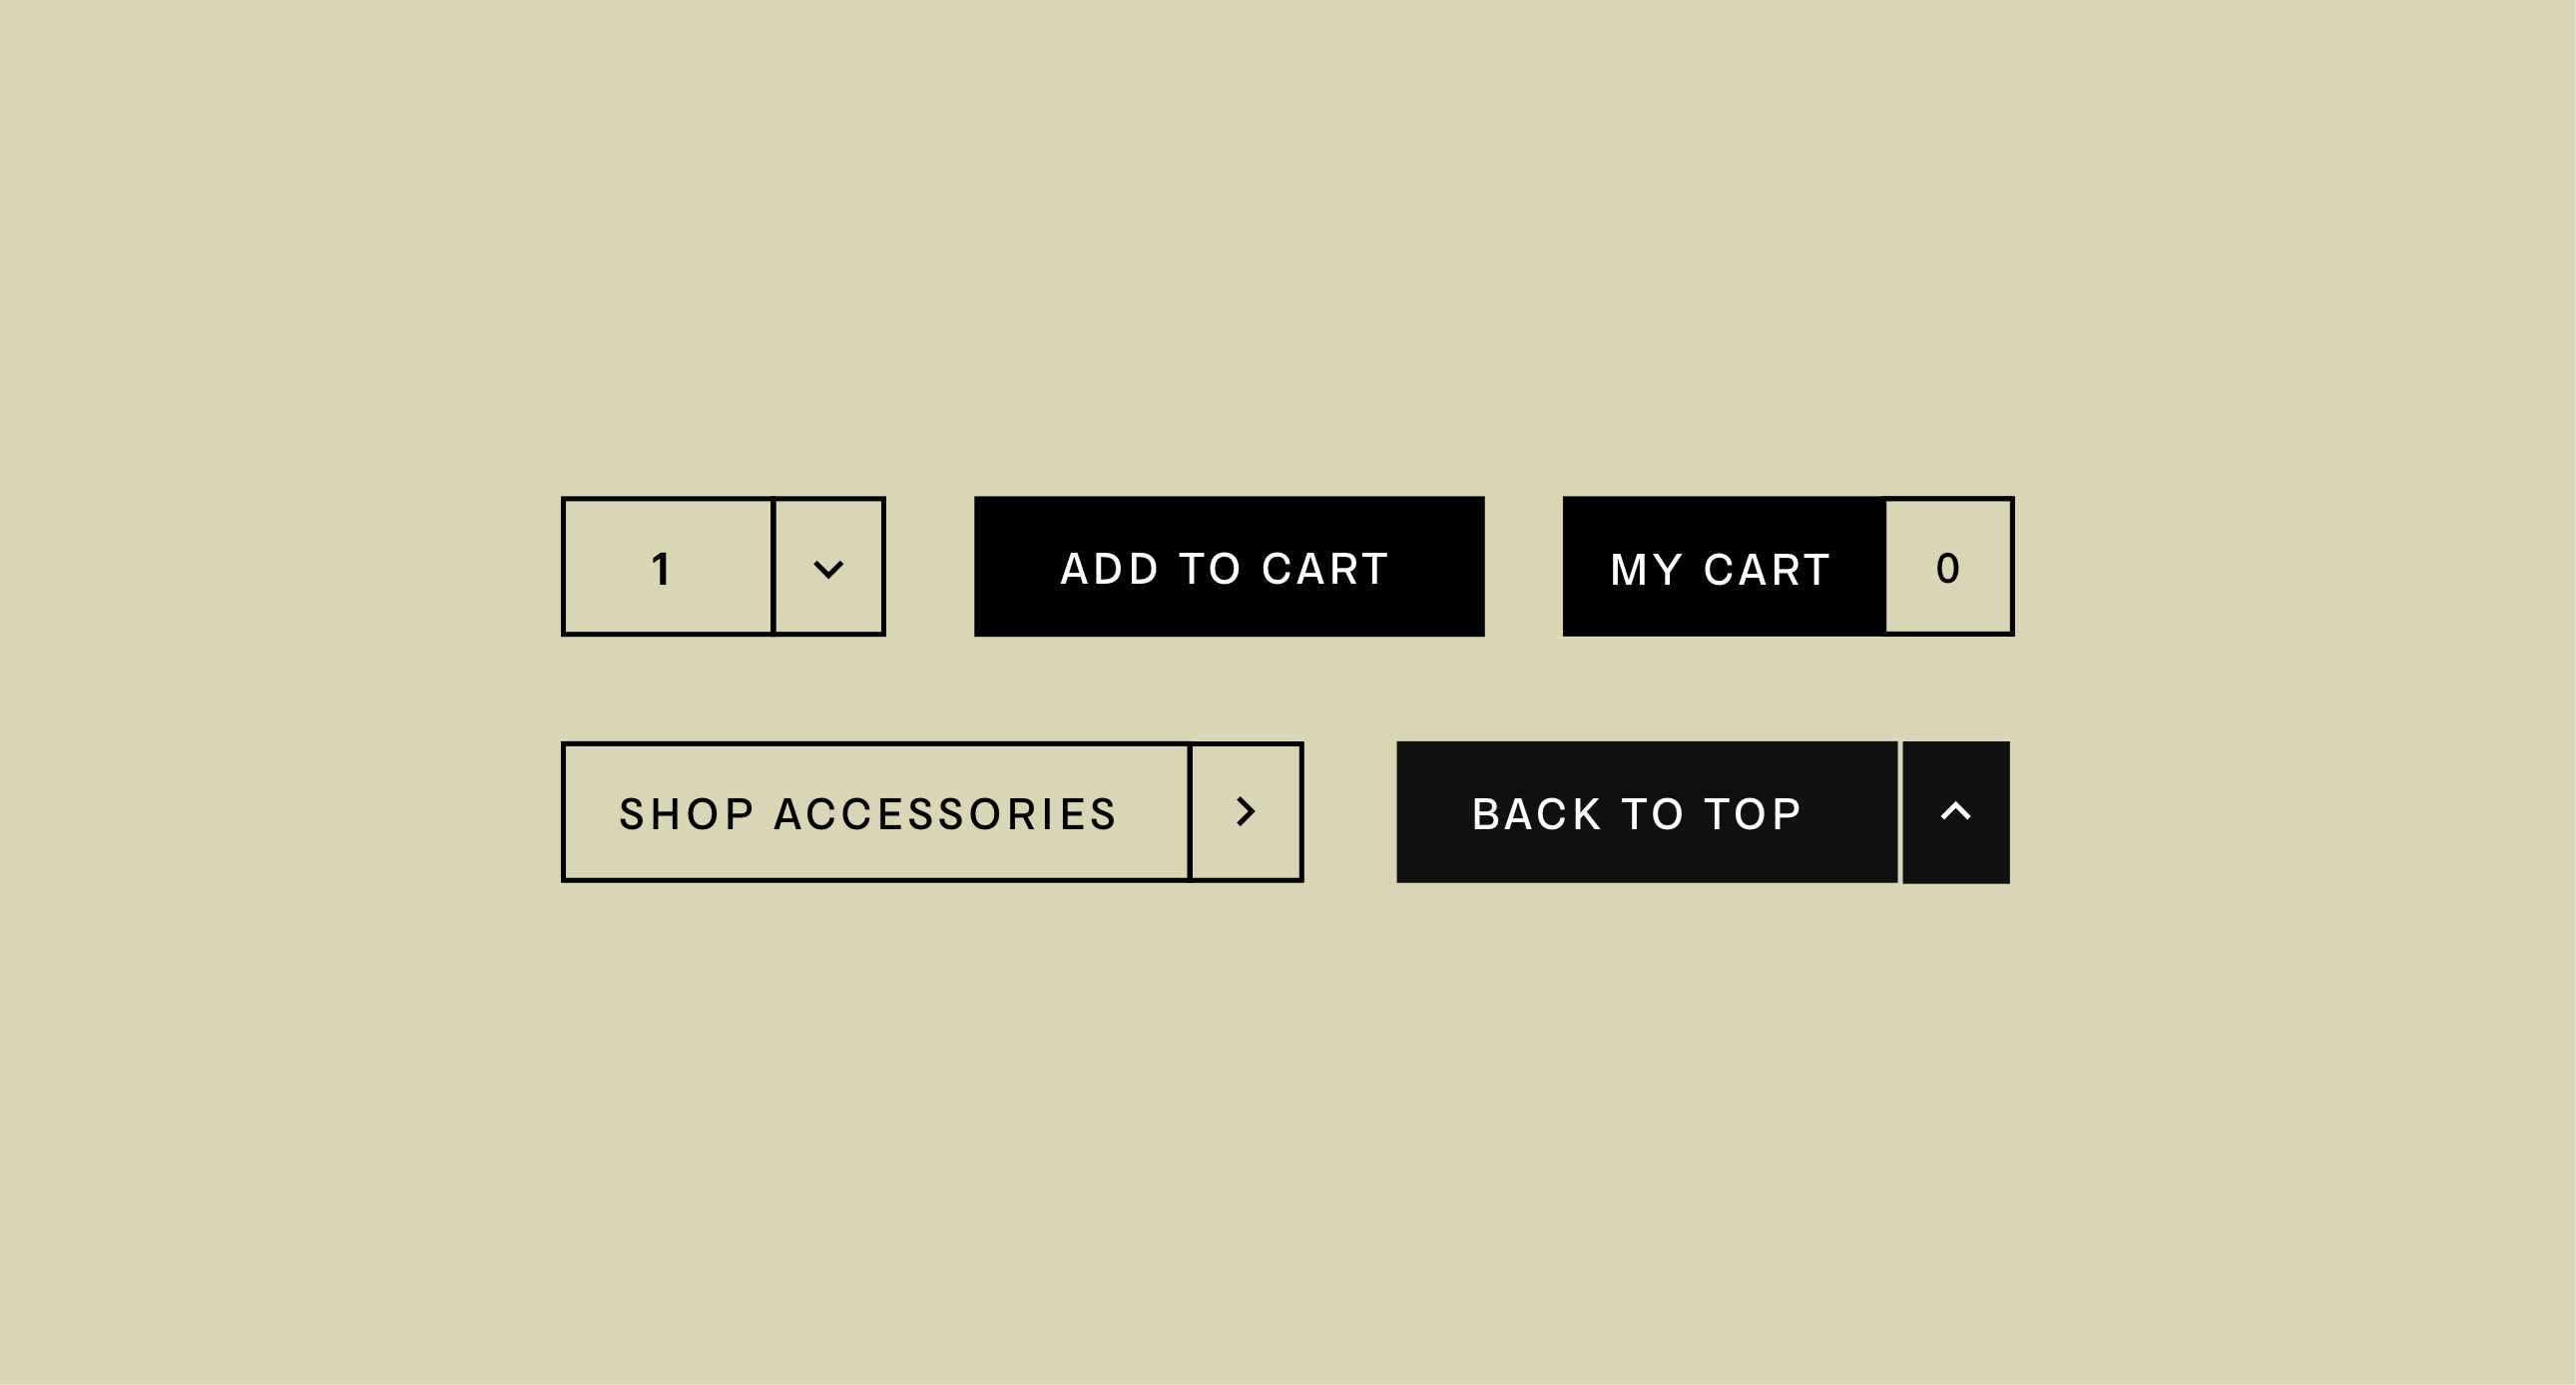 1
ADD TO CART
MY CART
0
SHOP ACCESSORIES
BACK TO TOP